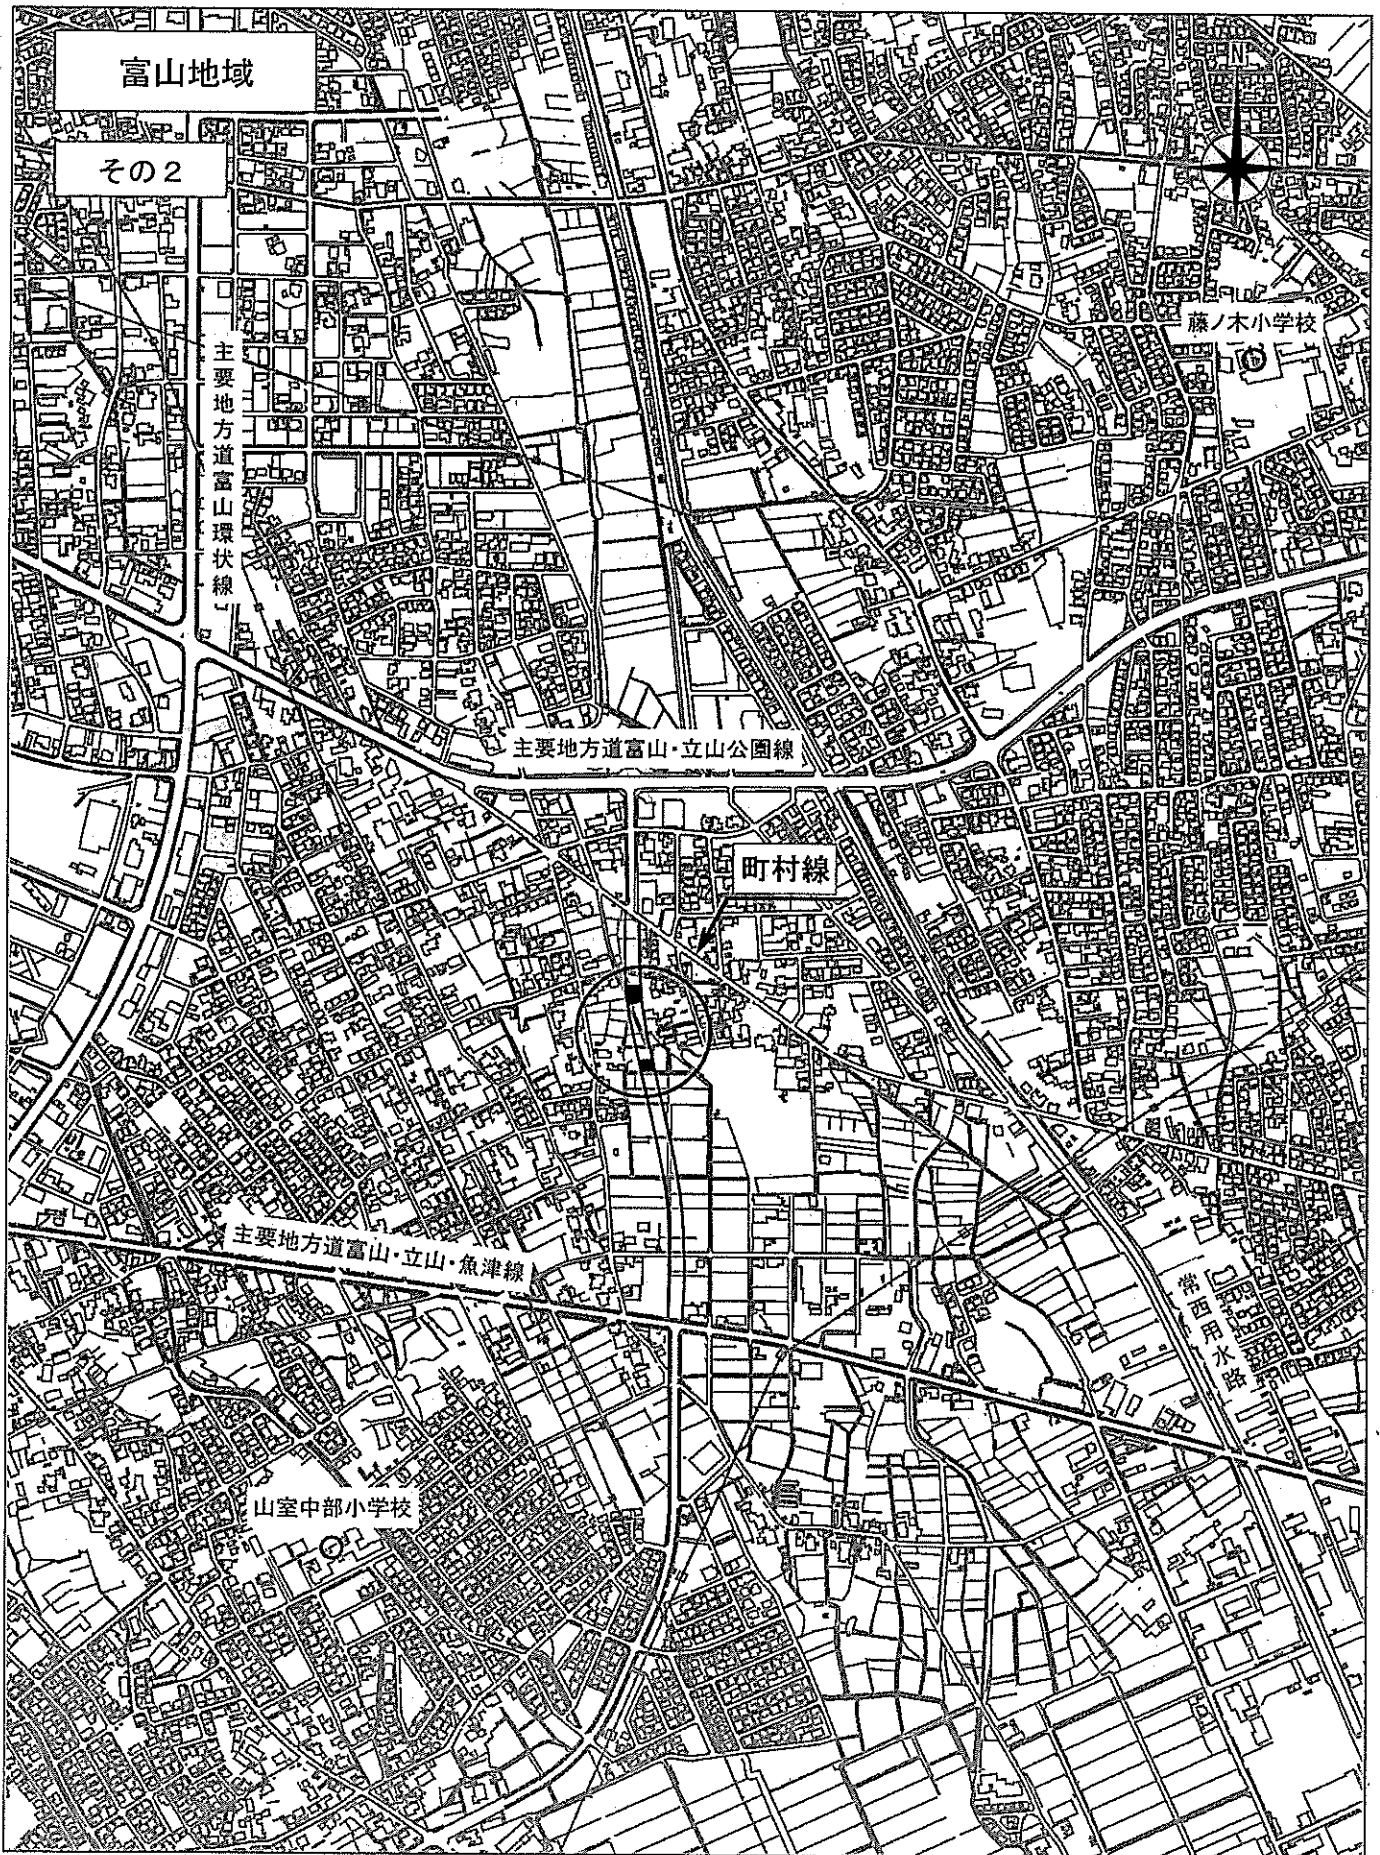 富山地域
その2
N
藤ノ木小学校
主要地方道富山環状線
主要地方道富山・立山公園線
町村線
主要地方道富山・立山・魚津線
常西用水路
山室中部小学校